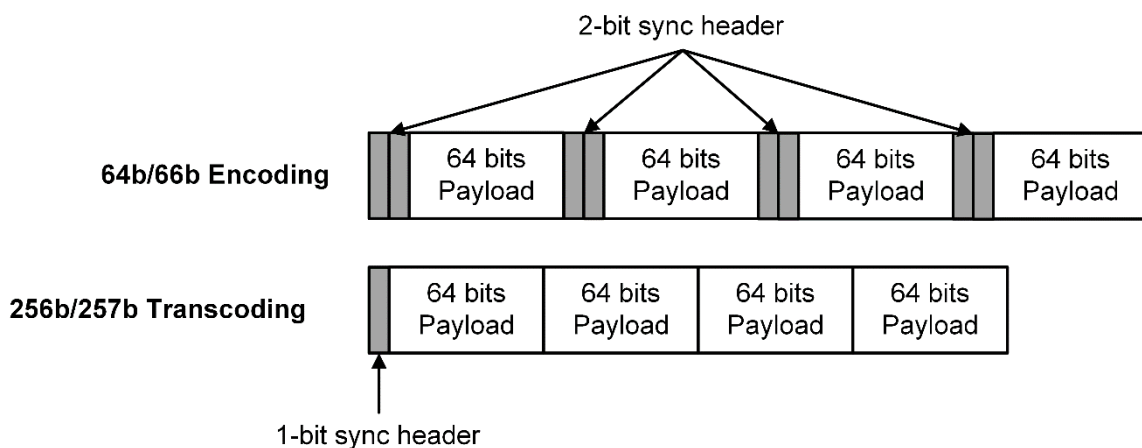 2-bit sync header
64b/66b Encoding
64 bits
Payload
64 bits
Payload
64 bits
Payload
64 bits
Payload
256b/257b Transcoding
64 bits
Payload
64 bits
Payload
64 bits
Payload
64 bits
Payload
1-bit sync header